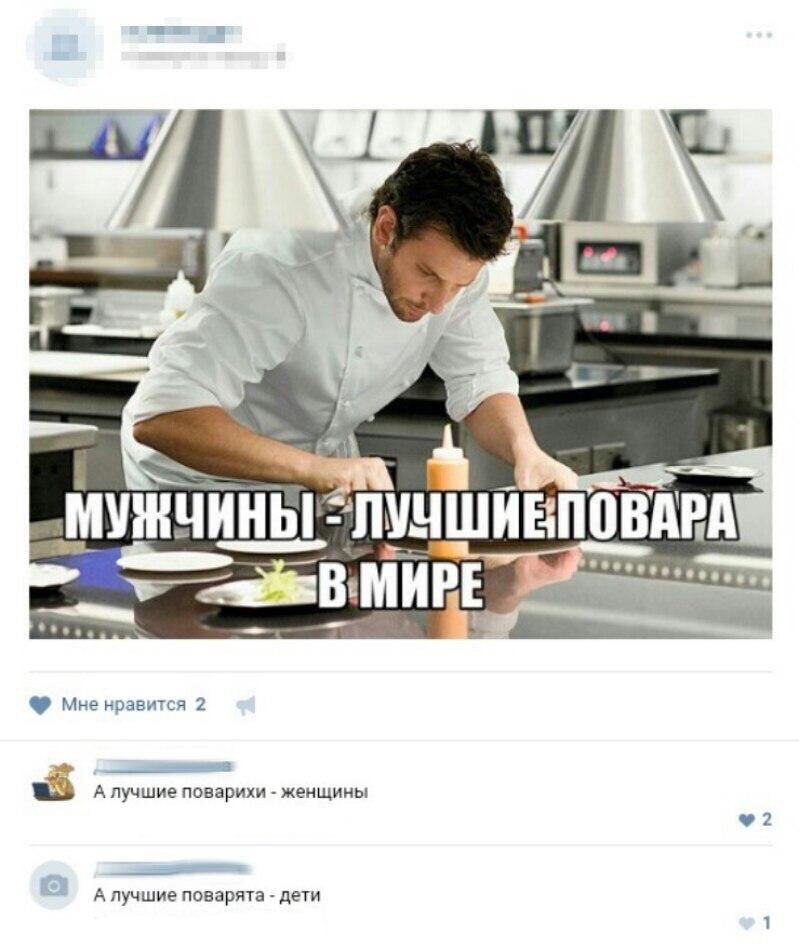 МУЖЧИНЫ - ЛУЧШИЕ ПОВАРА
В МИРЕ
Мне нравится 2
А лучшие поварихи - женщины
2
А лучшие поварята - дети
1